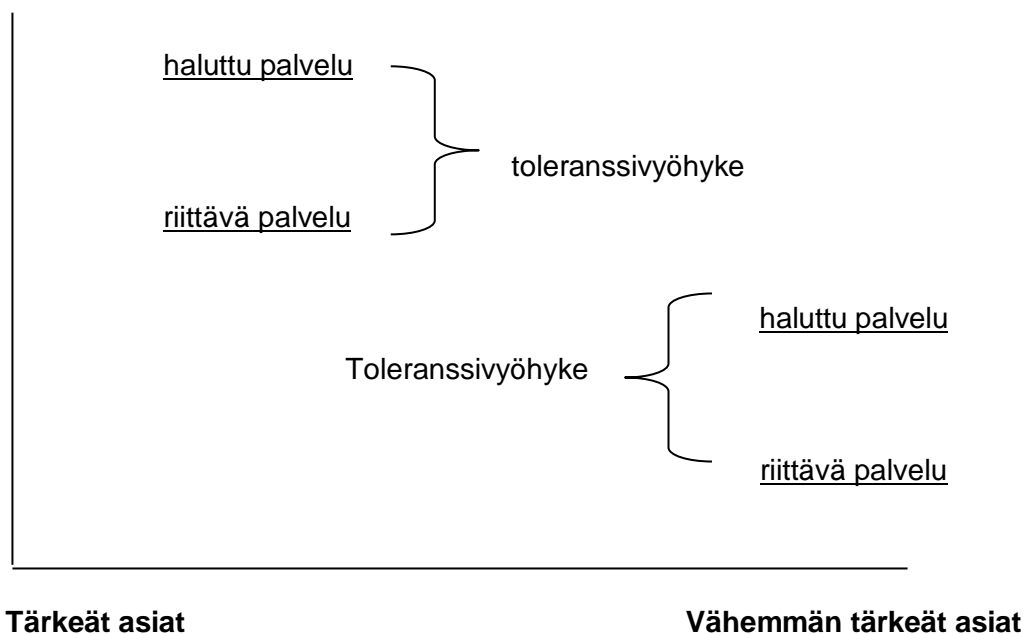 haluttu palvelu
toleranssivyöhyke
riittävä palvelu
haluttu palvelu
Toleranssivyöhyke
riittävä palvelu
Tärkeät asiat
Vähemmän tärkeät asiat